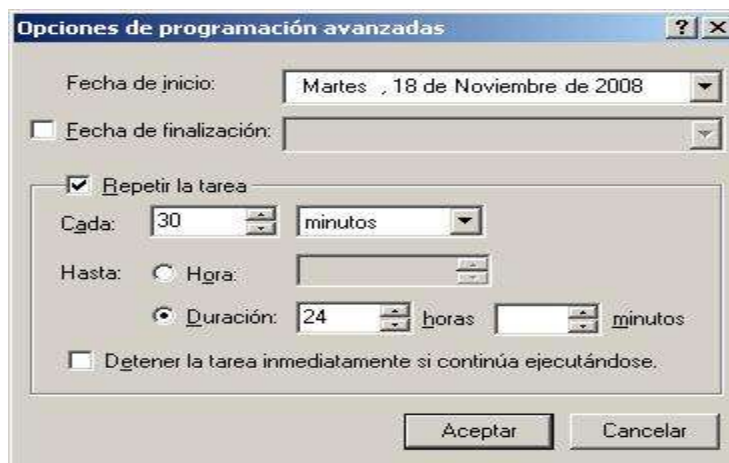 Opciones de programación avanzadas
Fecha de inicio: Martes , 18 de Noviembre de 2008
Fecha de finalización:
Repetir la tarea
Cada: 30 minutos
Hasta: Hora:
Duración: 24 horas minutos
Detener la tarea inmediatamente si continúa ejecutándose.
Aceptar Cancelar